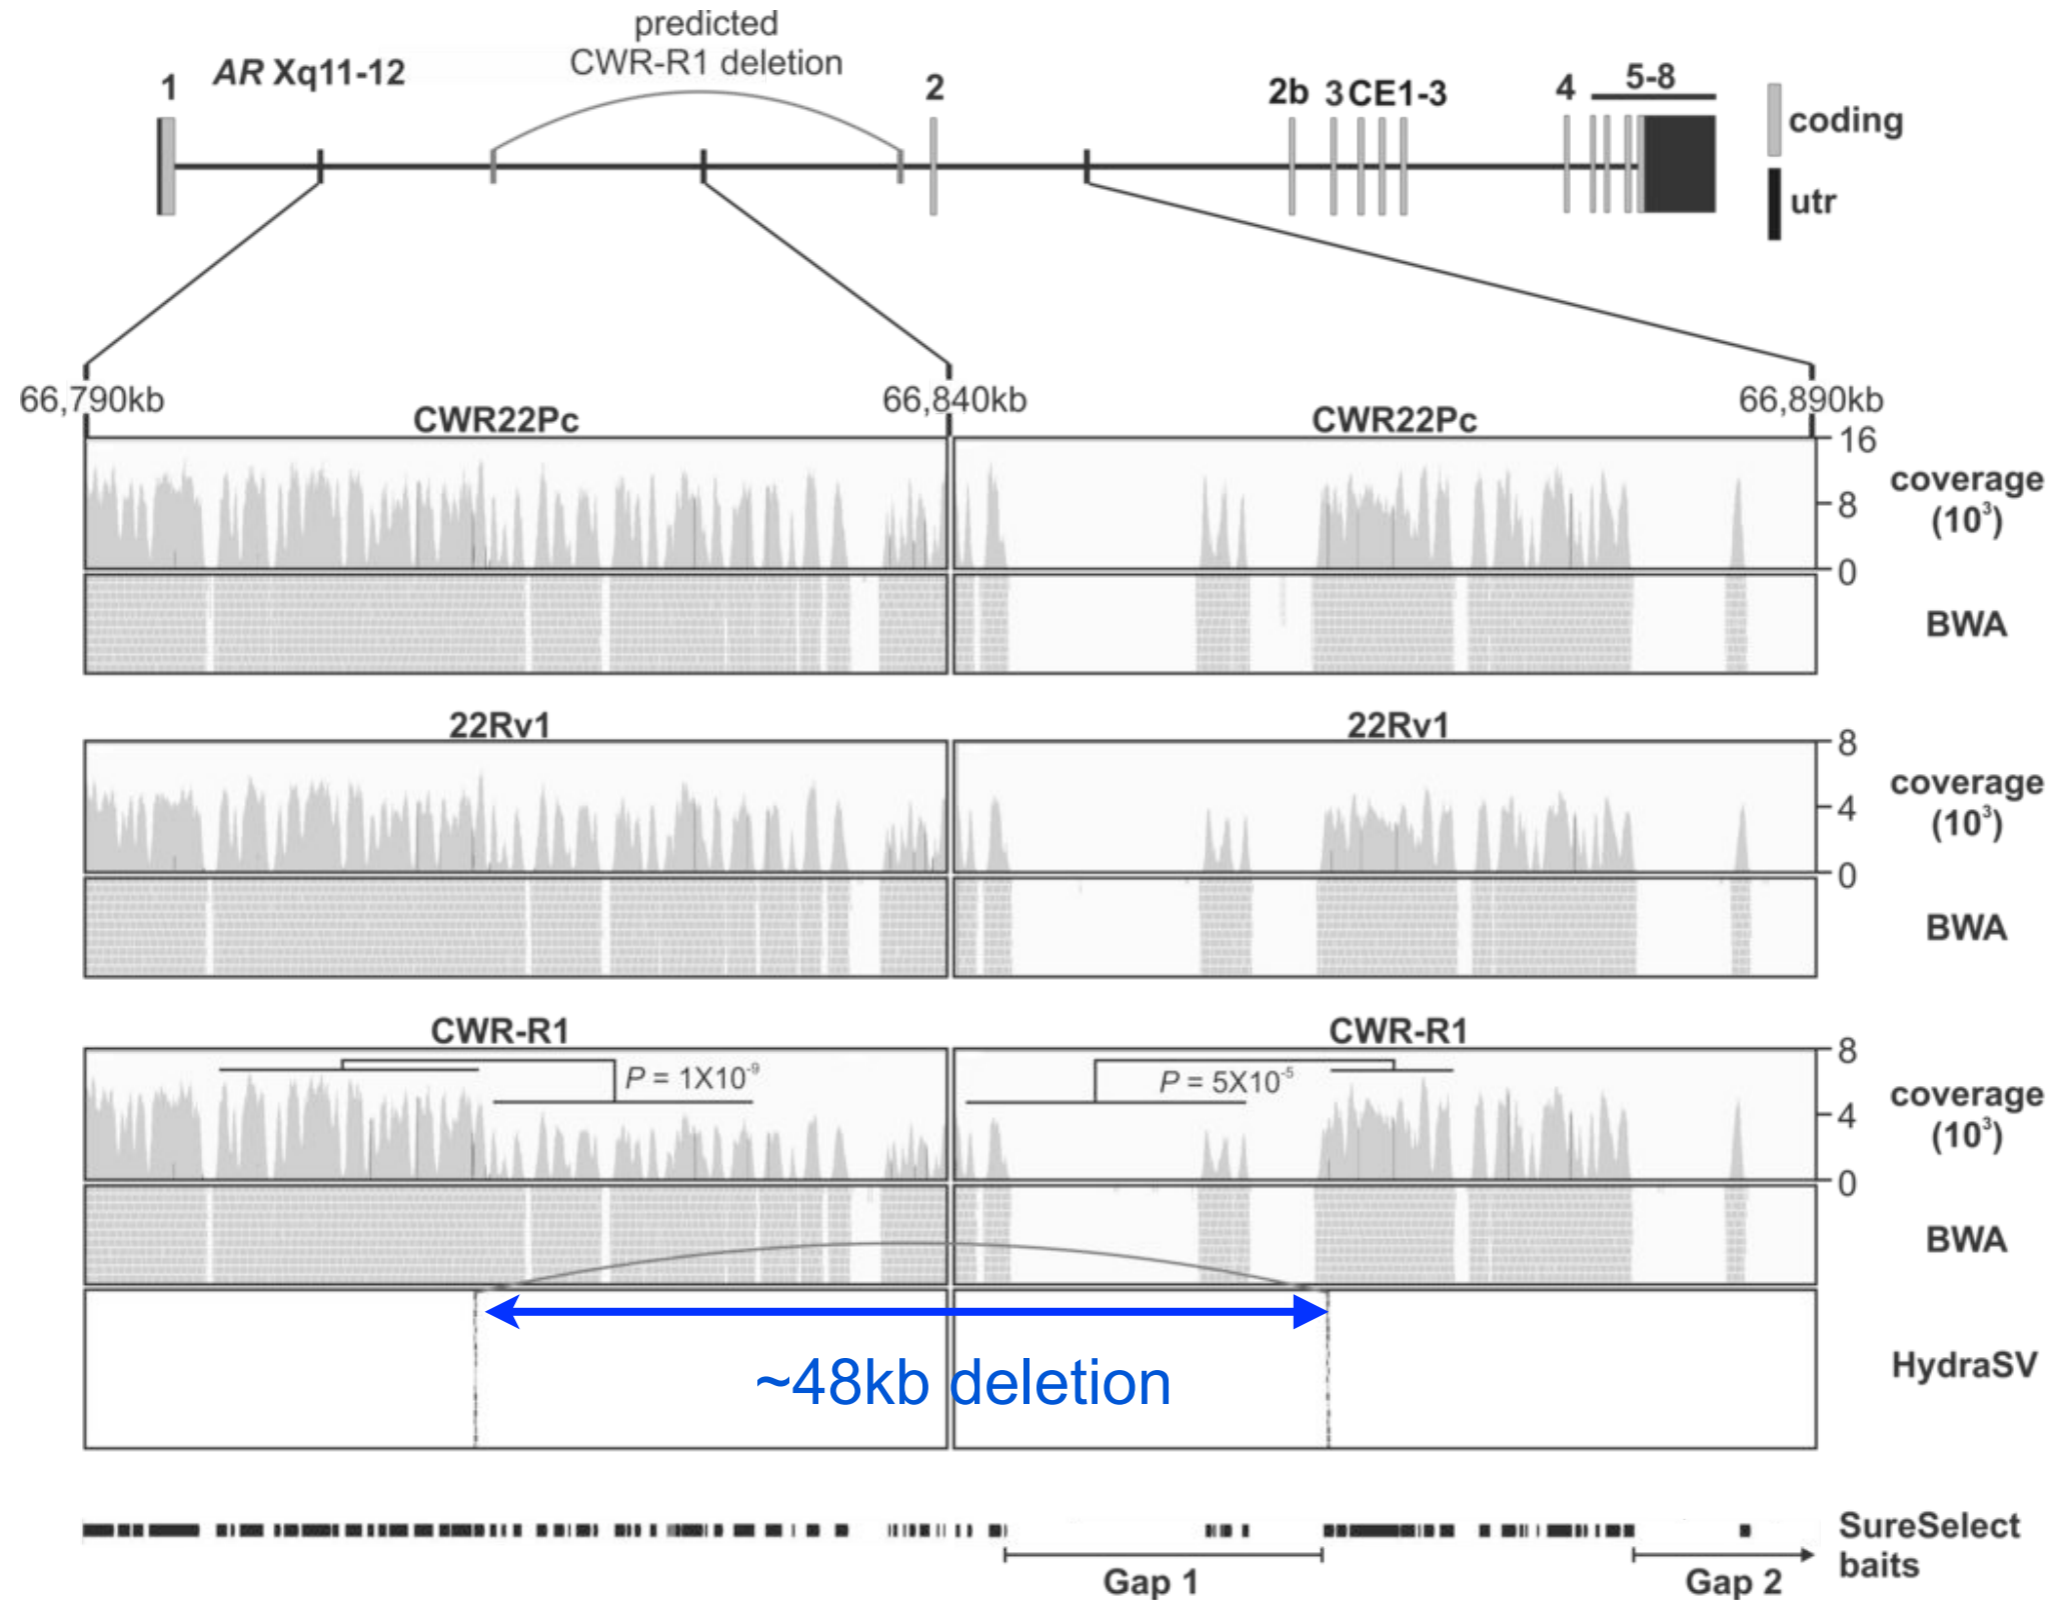 predicted
CWR-R1 deletion
AR Xq11-12
1
2
2b 3 CE1-3
4
5-8
coding
utr
66,790kb 66,840kb 66,890kb
CWR22Pc CWR22Pc
16
8
0
coverage
(10³)
BWA
22Rv1 22Rv1
8
4
0
coverage
(10³)
BWA
CWR-R1 CWR-R1
P = 1X10⁻⁹
P = 5X10⁻⁵
8
4
0
coverage
(10³)
BWA
~48kb deletion
HydraSV
SureSelect
baits
Gap 1
Gap 2